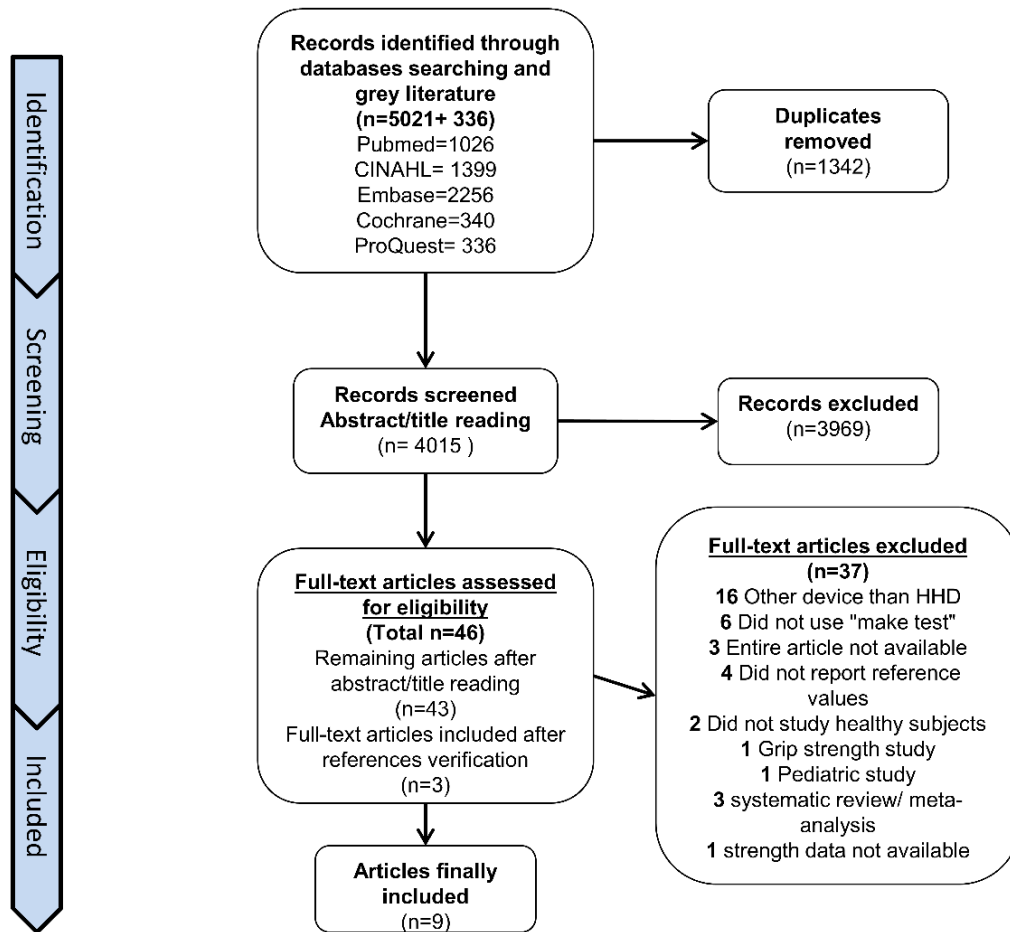 Identification
Records identified through
databases searching and
grey literature
(n=5021+ 336)
Pubmed=1026
CINAHL= 1399
Embase=2256
Cochrane=340
ProQuest= 336
Duplicates
removed
(n=1342)
Screening
Records screened
Abstract/title reading
(n= 4015 )
Records excluded
(n=3969)
Eligibility
Full-text articles assessed
for eligibility
(Total n=46)
Remaining articles after
abstract/title reading
(n=43)
Full-text articles included after
references verification
(n=3)
Full-text articles excluded
(n=37)
16 Other device than HHD
6 Did not use "make test"
3 Entire article not available
4 Did not report reference
values
2 Did not study healthy subjects
1 Grip strength study
1 Pediatric study
3 systematic review/ meta-
analysis
1 strength data not available
Included
Articles finally
included
(n=9)